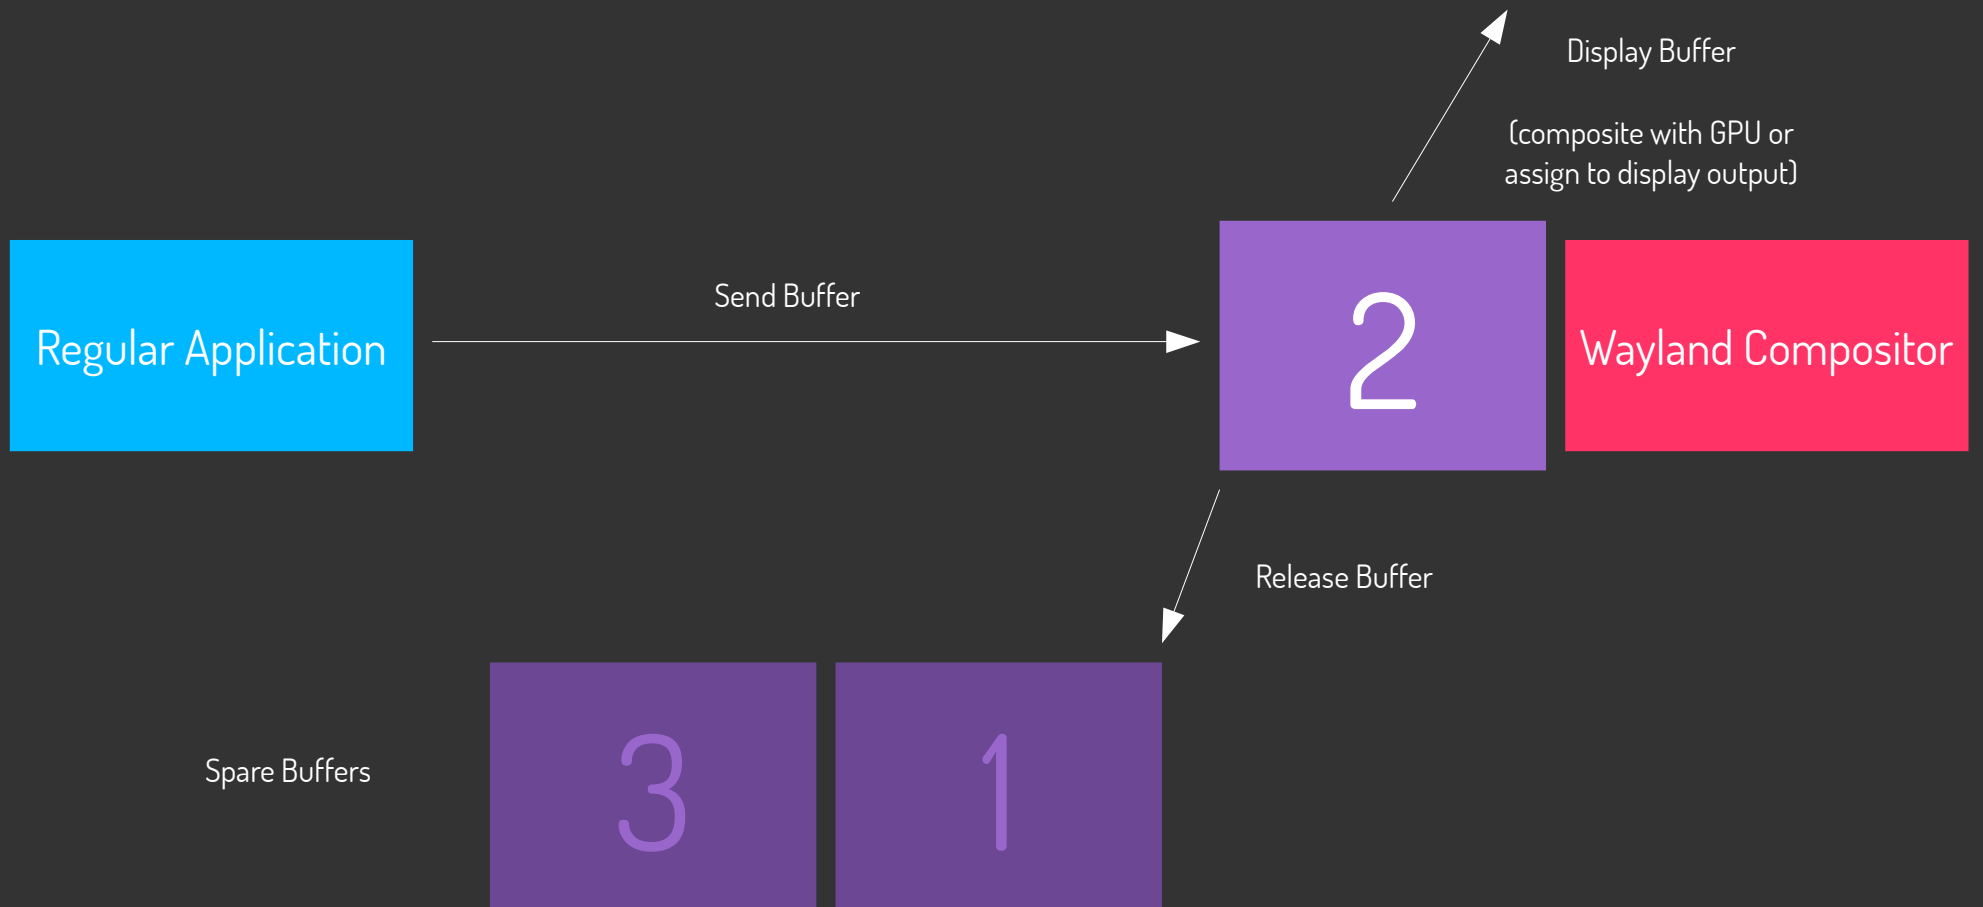 Display Buffer
(composite with GPU or
assign to display output)
Regular Application
Send Buffer
2
Wayland Compositor
Release Buffer
Spare Buffers
3
1